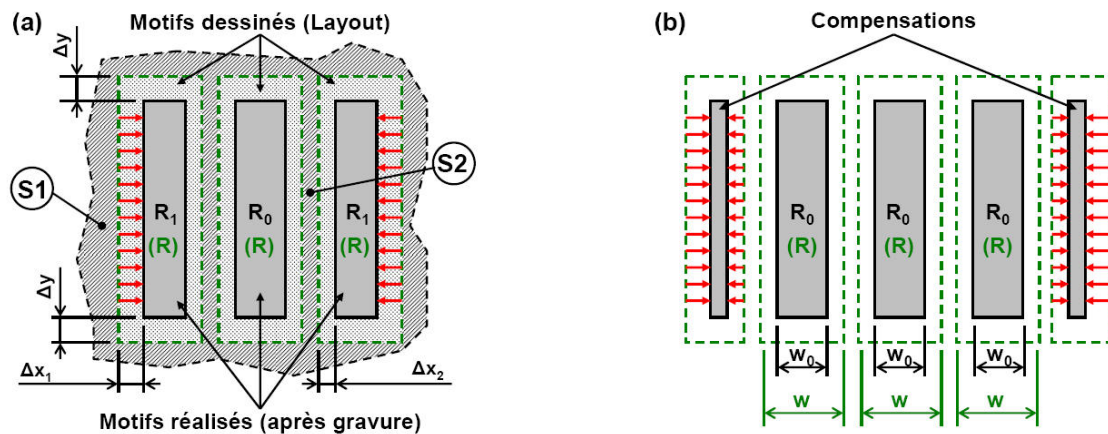 (a)
Motifs dessinés (Layout)
Δy
S1
S2
R1 R0 R1
(R) (R) (R)
Δy
Δx1 Δx2
Motifs réalisés (après gravure)
(b)
Compensations
R0 R0 R0
(R) (R) (R)
w0 w0 w0
w w w